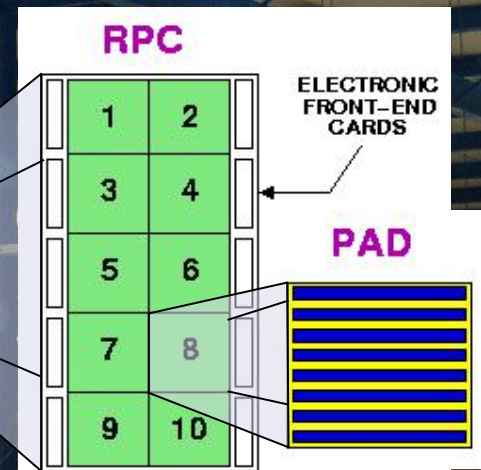 RPC
ELECTRONIC
FRONT-END
CARDS
1 2
3 4
PAD
5 6
7 8
9 10